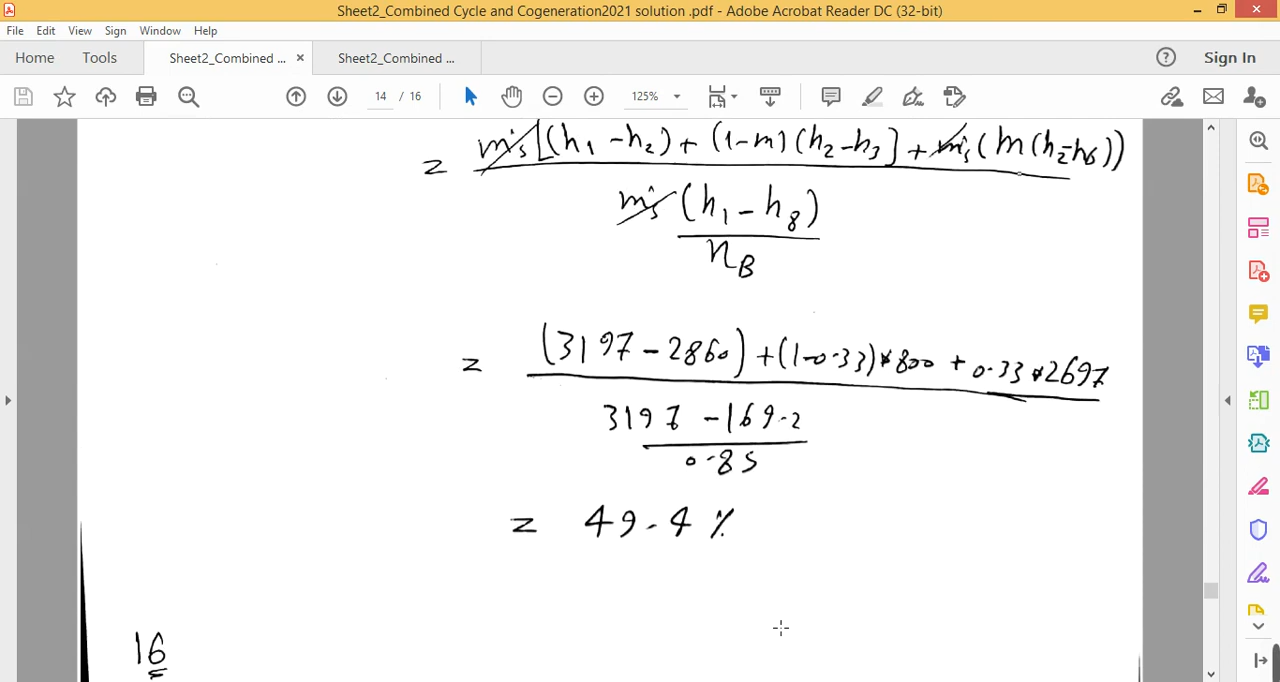 Sheet2_Combined Cycle and Cogeneration2021 solution .pdf - Adobe Acrobat Reader DC (32-bit)
File Edit View Sign Window Help
Home Tools Sheet2_Combined ... × Sheet2_Combined ... Sign In
14 / 16 125%
= ṁs[(h1 - h2) + (1-m)(h2-h3] + ṁs(m(h2-h6))
ṁs (h1 - h8)
ηB
= (3197 - 2860) + (1-0.33)*800 + 0.33*2697
3197 - 169.2
0.85
= 49.4 %
16